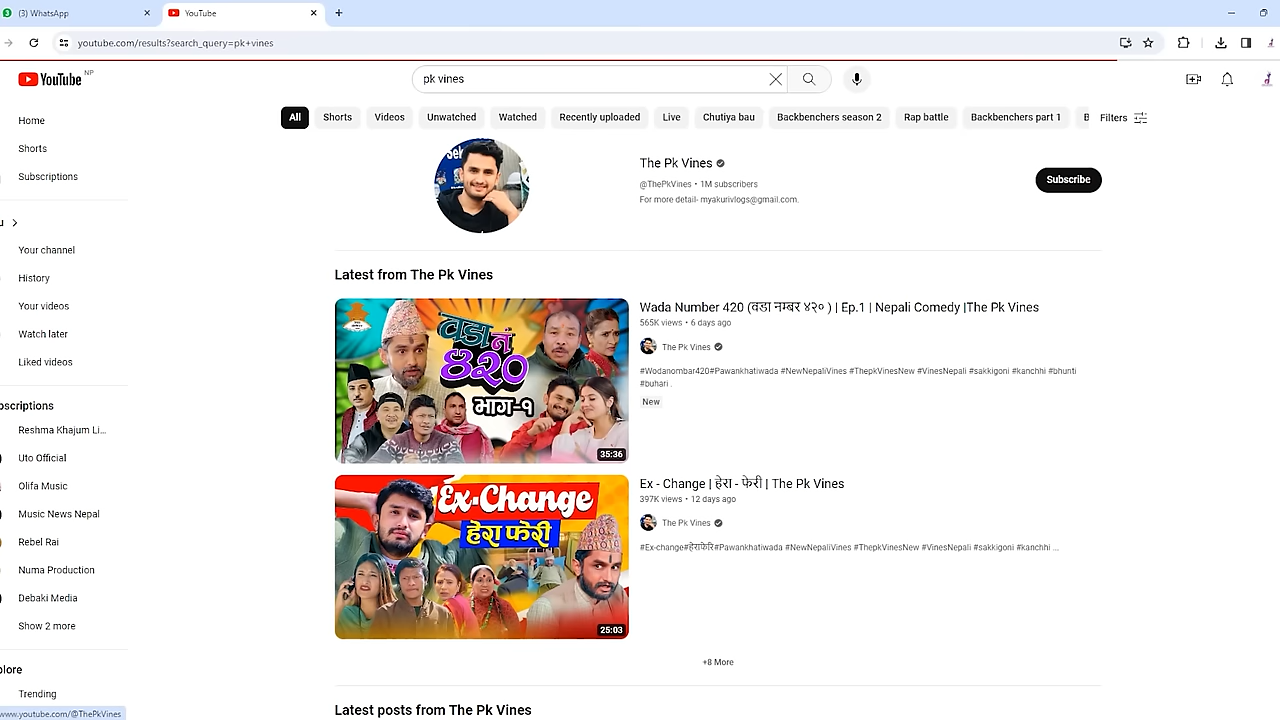 (3) WhatsApp
YouTube
youtube.com/results?search_query=pk+vines
YouTube NP
pk vines
All
Shorts
Videos
Unwatched
Watched
Recently uploaded
Live
Chutiya bau
Backbenchers season 2
Rap battle
Backbenchers part 1
B
Filters
Home
Shorts
Subscriptions
u
Your channel
History
Your videos
Watch later
Liked videos
bscriptions
Reshma Khajum Li...
Uto Official
Olifa Music
Music News Nepal
Rebel Rai
Numa Production
Debaki Media
Show 2 more
plore
Trending
www.youtube.com/@ThePkVines
The Pk Vines
@ThePkVines • 1M subscribers
For more detail- myakurivlogs@gmail.com.
Subscribe
Latest from The Pk Vines
वडा नं
४२०
भाग-१
35:36
Wada Number 420 (वडा नम्बर ४२० ) | Ep.1 | Nepali Comedy |The Pk Vines
565K views • 6 days ago
The Pk Vines
#Wodanombar420#Pawankhatiwada #NewNepaliVines #ThepkVinesNew #VinesNepali #sakkigoni #kanchhi #bhunti
#buhari .
New
Ex-Change
हेरा फेरी
25:03
Ex - Change | हेरा - फेरी | The Pk Vines
397K views • 12 days ago
The Pk Vines
#Ex-change#हेराफेरि#Pawankhatiwada #NewNepaliVines #ThepkVinesNew #VinesNepali #sakkigoni #kanchhi ...
+8 More
Latest posts from The Pk Vines